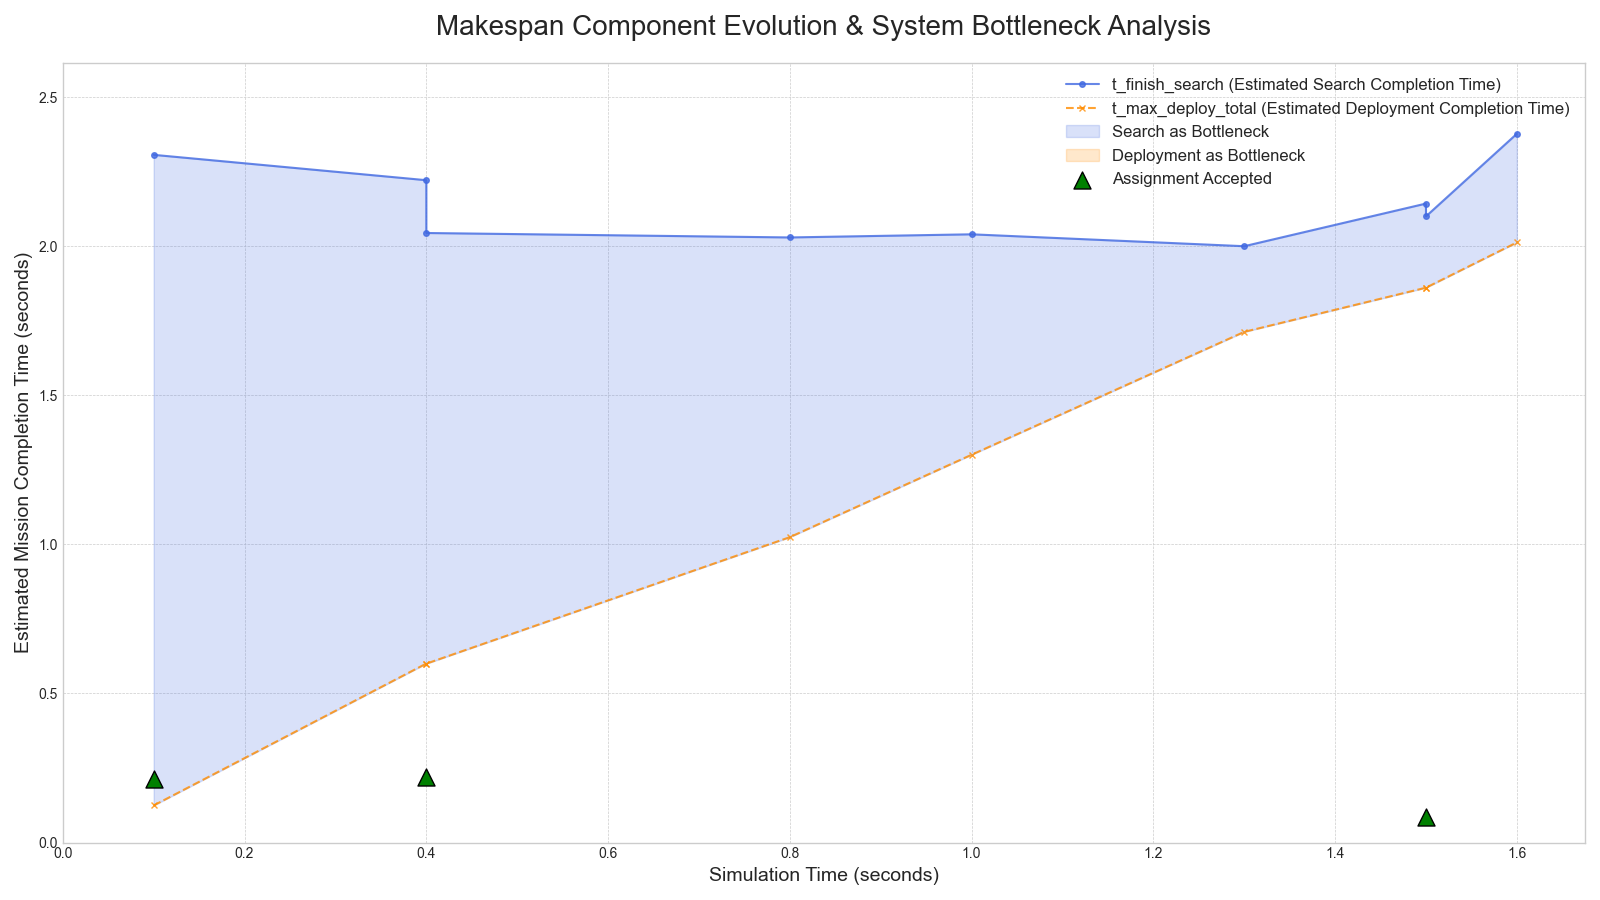 Makespan Component Evolution & System Bottleneck Analysis
t_finish_search (Estimated Search Completion Time)
t_max_deploy_total (Estimated Deployment Completion Time)
Search as Bottleneck
Deployment as Bottleneck
Assignment Accepted
Estimated Mission Completion Time (seconds)
2.5
2.0
1.5
1.0
0.5
0.0
0.0 0.2 0.4 0.6 0.8 1.0 1.2 1.4 1.6
Simulation Time (seconds)